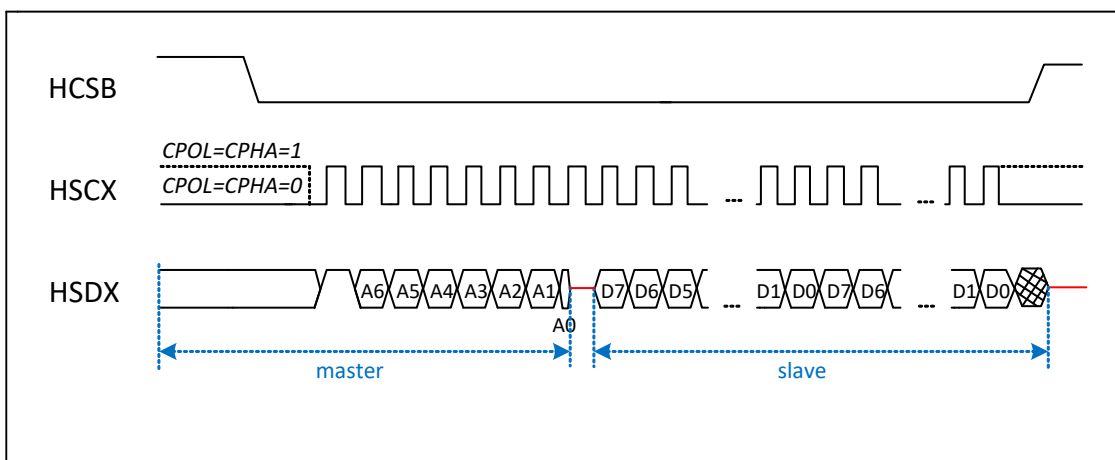 HCSB
CPOL=CPHA=1
HSCX
CPOL=CPHA=0
... ...
HSDX
A6 A5 A4 A3 A2 A1 D7 D6 D5 ... D1 D0 D7 D6 ... D1 D0
A0
master slave